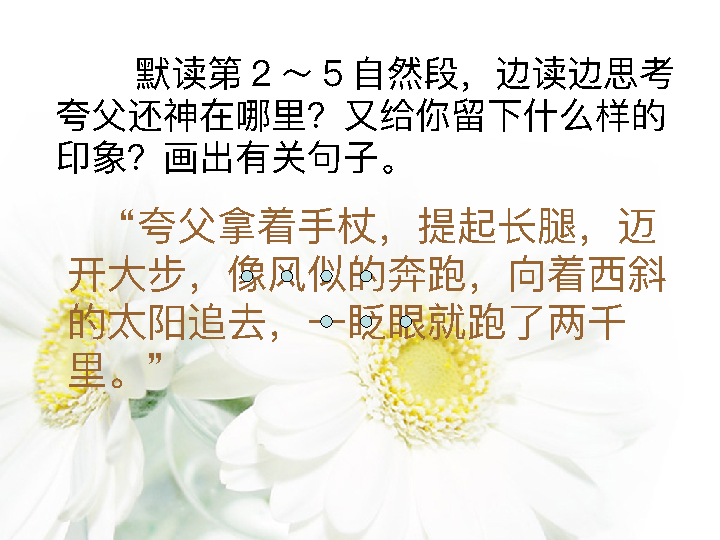 默读第2～5自然段，边读边思考
夸父还神在哪里？又给你留下什么样的
印象？画出有关句子。
“夸父拿着手杖，提起长腿，迈
开大步，像风似的奔跑，向着西斜
的太阳追去，一眨眼就跑了两千
里。”